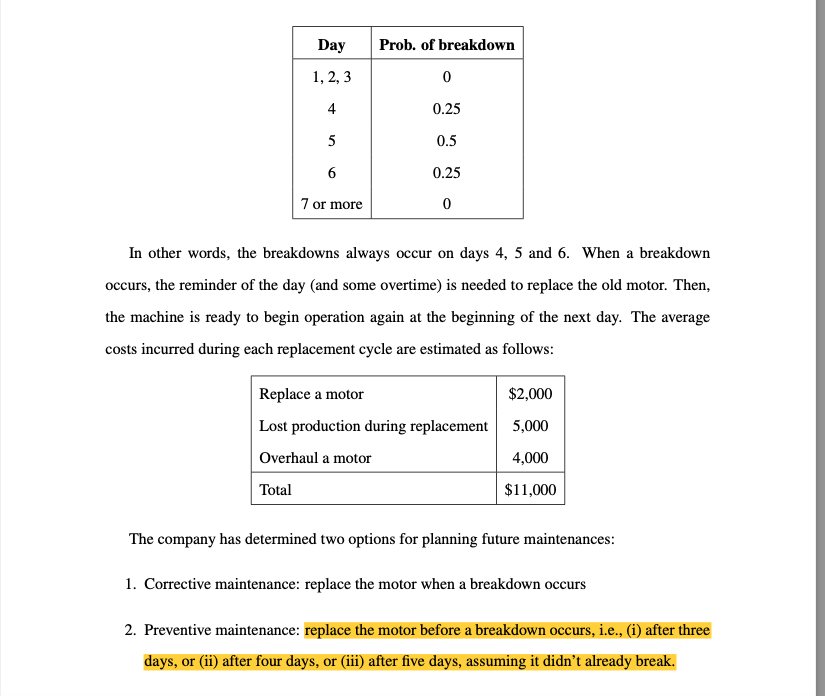 Day Prob. of breakdown
1, 2, 3 0
4 0.25
5 0.5
6 0.25
7 or more 0
In other words, the breakdowns always occur on days 4, 5 and 6. When a breakdown
occurs, the reminder of the day (and some overtime) is needed to replace the old motor. Then,
the machine is ready to begin operation again at the beginning of the next day. The average
costs incurred during each replacement cycle are estimated as follows:
Replace a motor $2,000
Lost production during replacement 5,000
Overhaul a motor 4,000
Total $11,000
The company has determined two options for planning future maintenances:
1. Corrective maintenance: replace the motor when a breakdown occurs
2. Preventive maintenance: replace the motor before a breakdown occurs, i.e., (i) after three
days, or (ii) after four days, or (iii) after five days, assuming it didn't already break.